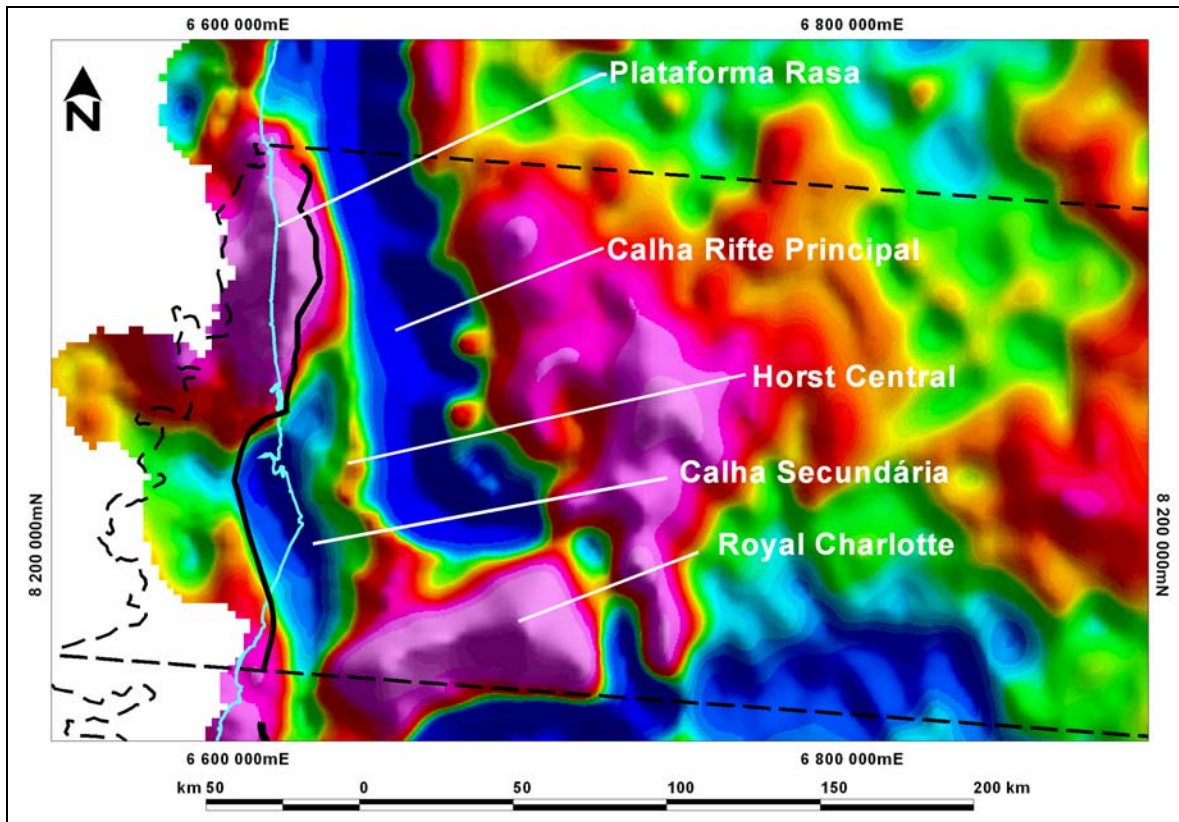 6 600 000mE
6 800 000mE
Plataforma Rasa
N
Calha Rifte Principal
Horst Central
Calha Secundária
Royal Charlotte
8 200 000mN
8 200 000mN
6 600 000mE
6 800 000mE
km 50 0 50 100 150 200 km